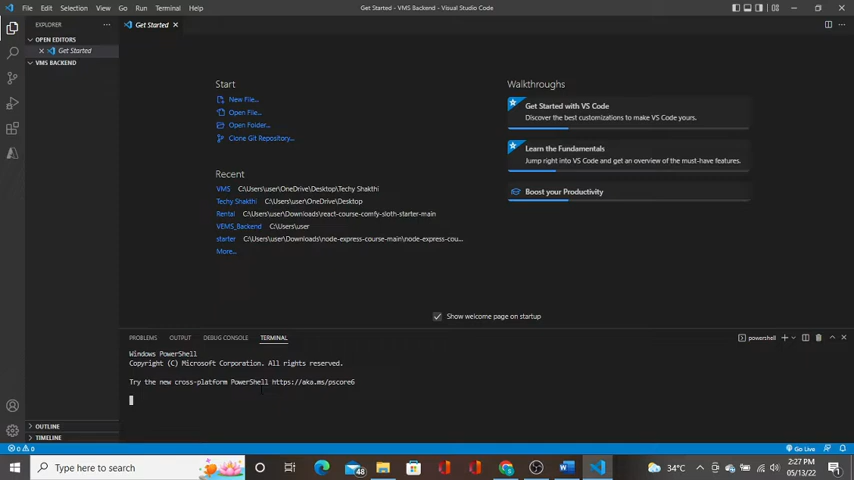 File Edit Selection View Go Run Terminal Help
Get Started - VMS Backend - Visual Studio Code
EXPLORER
Get Started
OPEN EDITORS
Get Started
VMS BACKEND
Start
New File...
Open File...
Open Folder...
Clone Git Repository...
Recent
VMS C:\Users\user\OneDrive\Desktop\Techy Shakthi
Techy Shakthi C:\Users\user\OneDrive\Desktop
Rental C:\Users\user\Downloads\react-course-comfy-sloth-starter-main
VEMS_Backend C:\Users\user
starter C:\Users\user\Downloads\node-express-course-main\node-express-cou...
More...
Walkthroughs
Get Started with VS Code
Discover the best customizations to make VS Code yours.
Learn the Fundamentals
Jump right into VS Code and get an overview of the must-have features.
Boost your Productivity
Show welcome page on startup
PROBLEMS OUTPUT DEBUG CONSOLE TERMINAL
powershell
Windows PowerShell
Copyright (C) Microsoft Corporation. All rights reserved.
Try the new cross-platform PowerShell https://aka.ms/pscore6
OUTLINE
TIMELINE
0 0
Go Live
Type here to search
48
34°C
2:27 PM
05/13/22
1